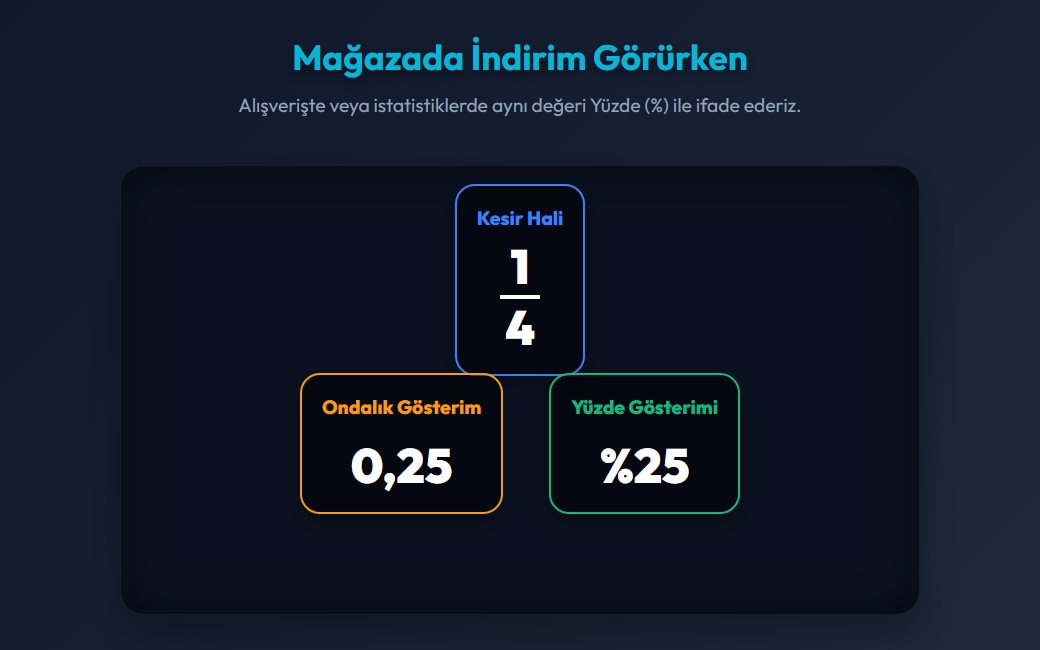 Mağazada İndirim Görürken
Alışverişte veya istatistiklerde aynı değeri Yüzde (%) ile ifade ederiz.
Kesir Hali
1
4
Ondalık Gösterim
0,25
Yüzde Gösterimi
%25